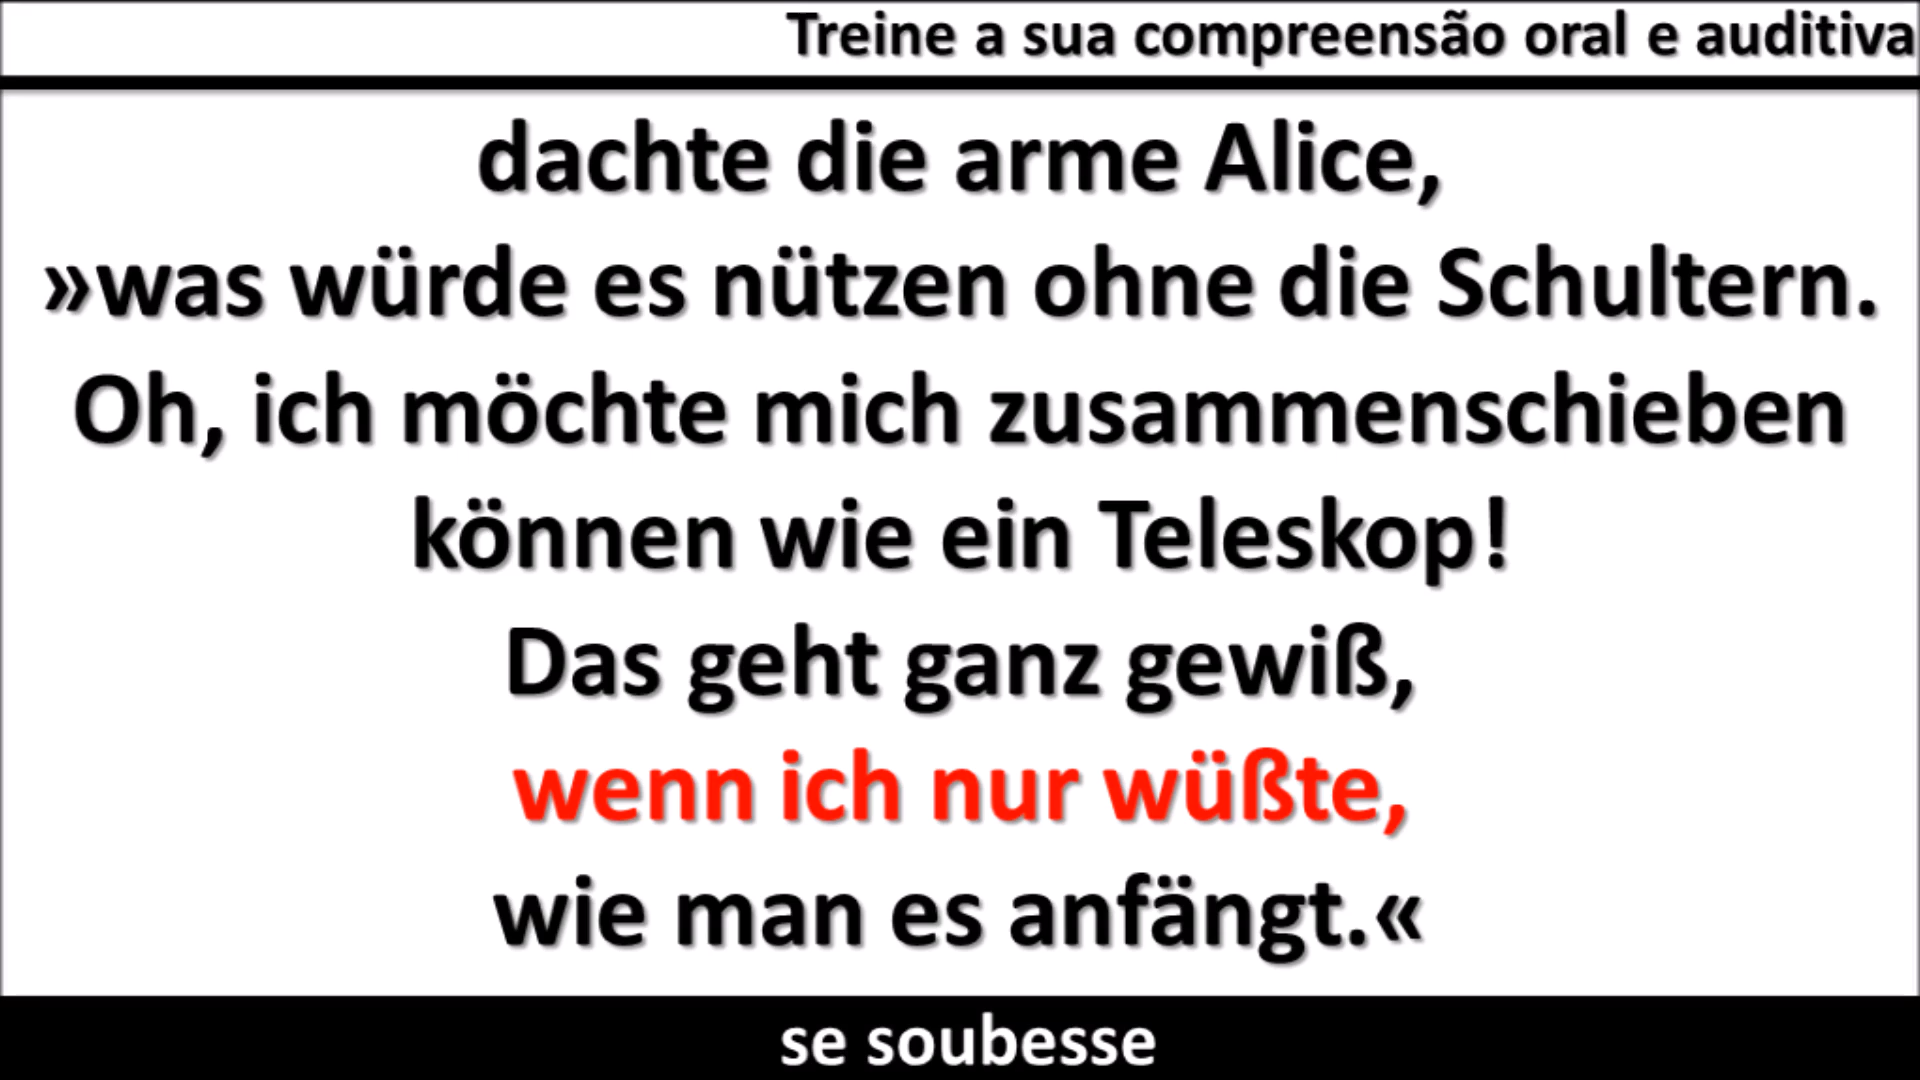 Treine a sua compreensão oral e auditiva
dachte die arme Alice,
»was würde es nützen ohne die Schultern.
Oh, ich möchte mich zusammenschieben
können wie ein Teleskop!
Das geht ganz gewiß,
wenn ich nur wüßte,
wie man es anfängt.«
se soubesse